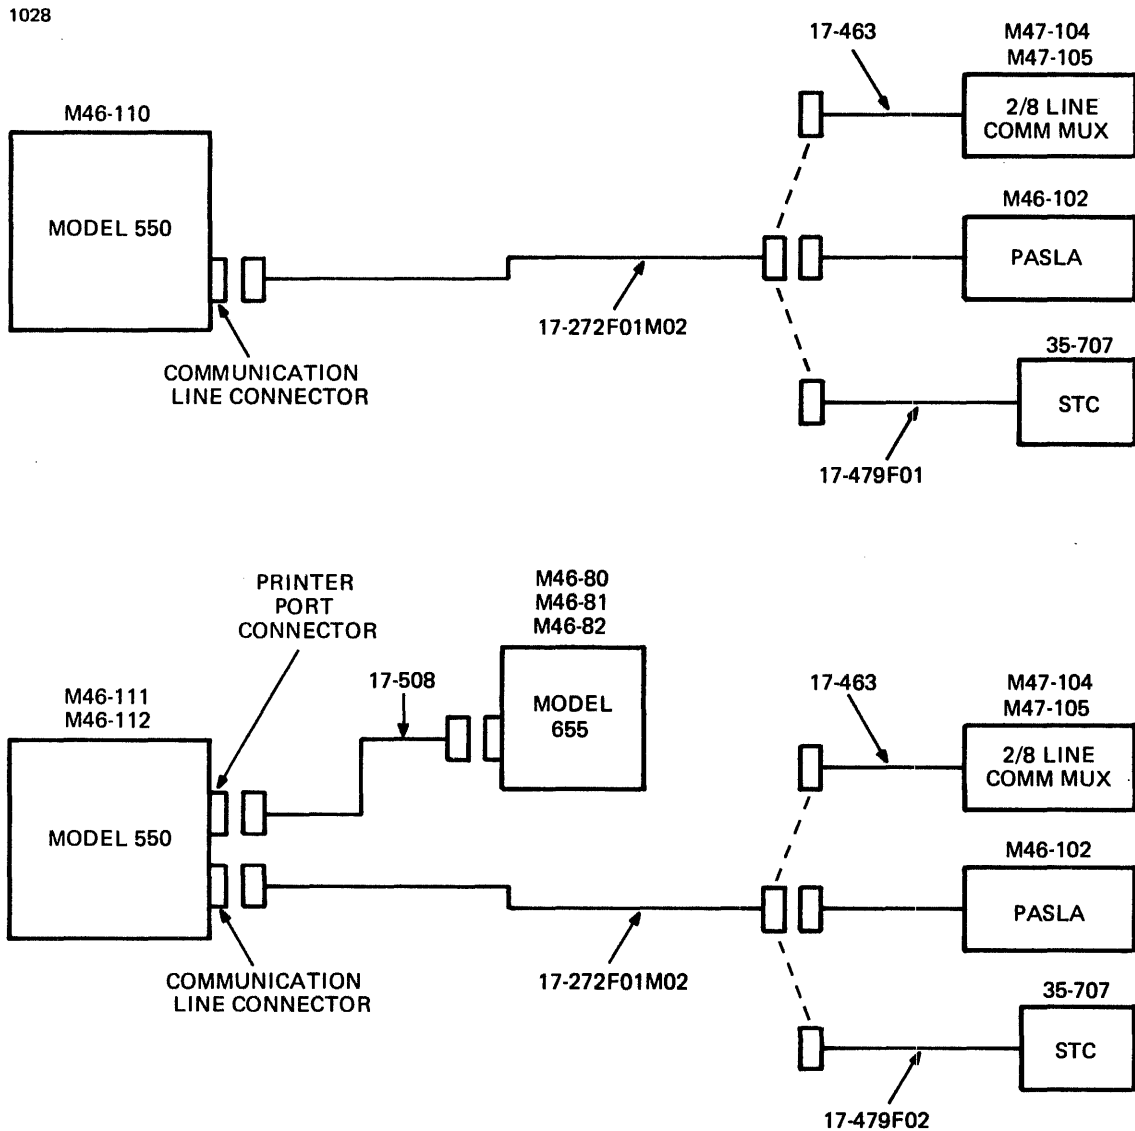 1028
17-463
M47-104
M47-105
2/8 LINE
COMM MUX
M46-110
MODEL 550
M46-102
PASLA
17-272F01M02
COMMUNICATION
LINE CONNECTOR
35-707
STC
17-479F01
PRINTER
PORT
CONNECTOR
M46-80
M46-81
M46-82
17-508
MODEL
655
M46-111
M46-112
MODEL 550
17-463
M47-104
M47-105
2/8 LINE
COMM MUX
M46-102
PASLA
COMMUNICATION
LINE CONNECTOR
17-272F01M02
35-707
STC
17-479F02